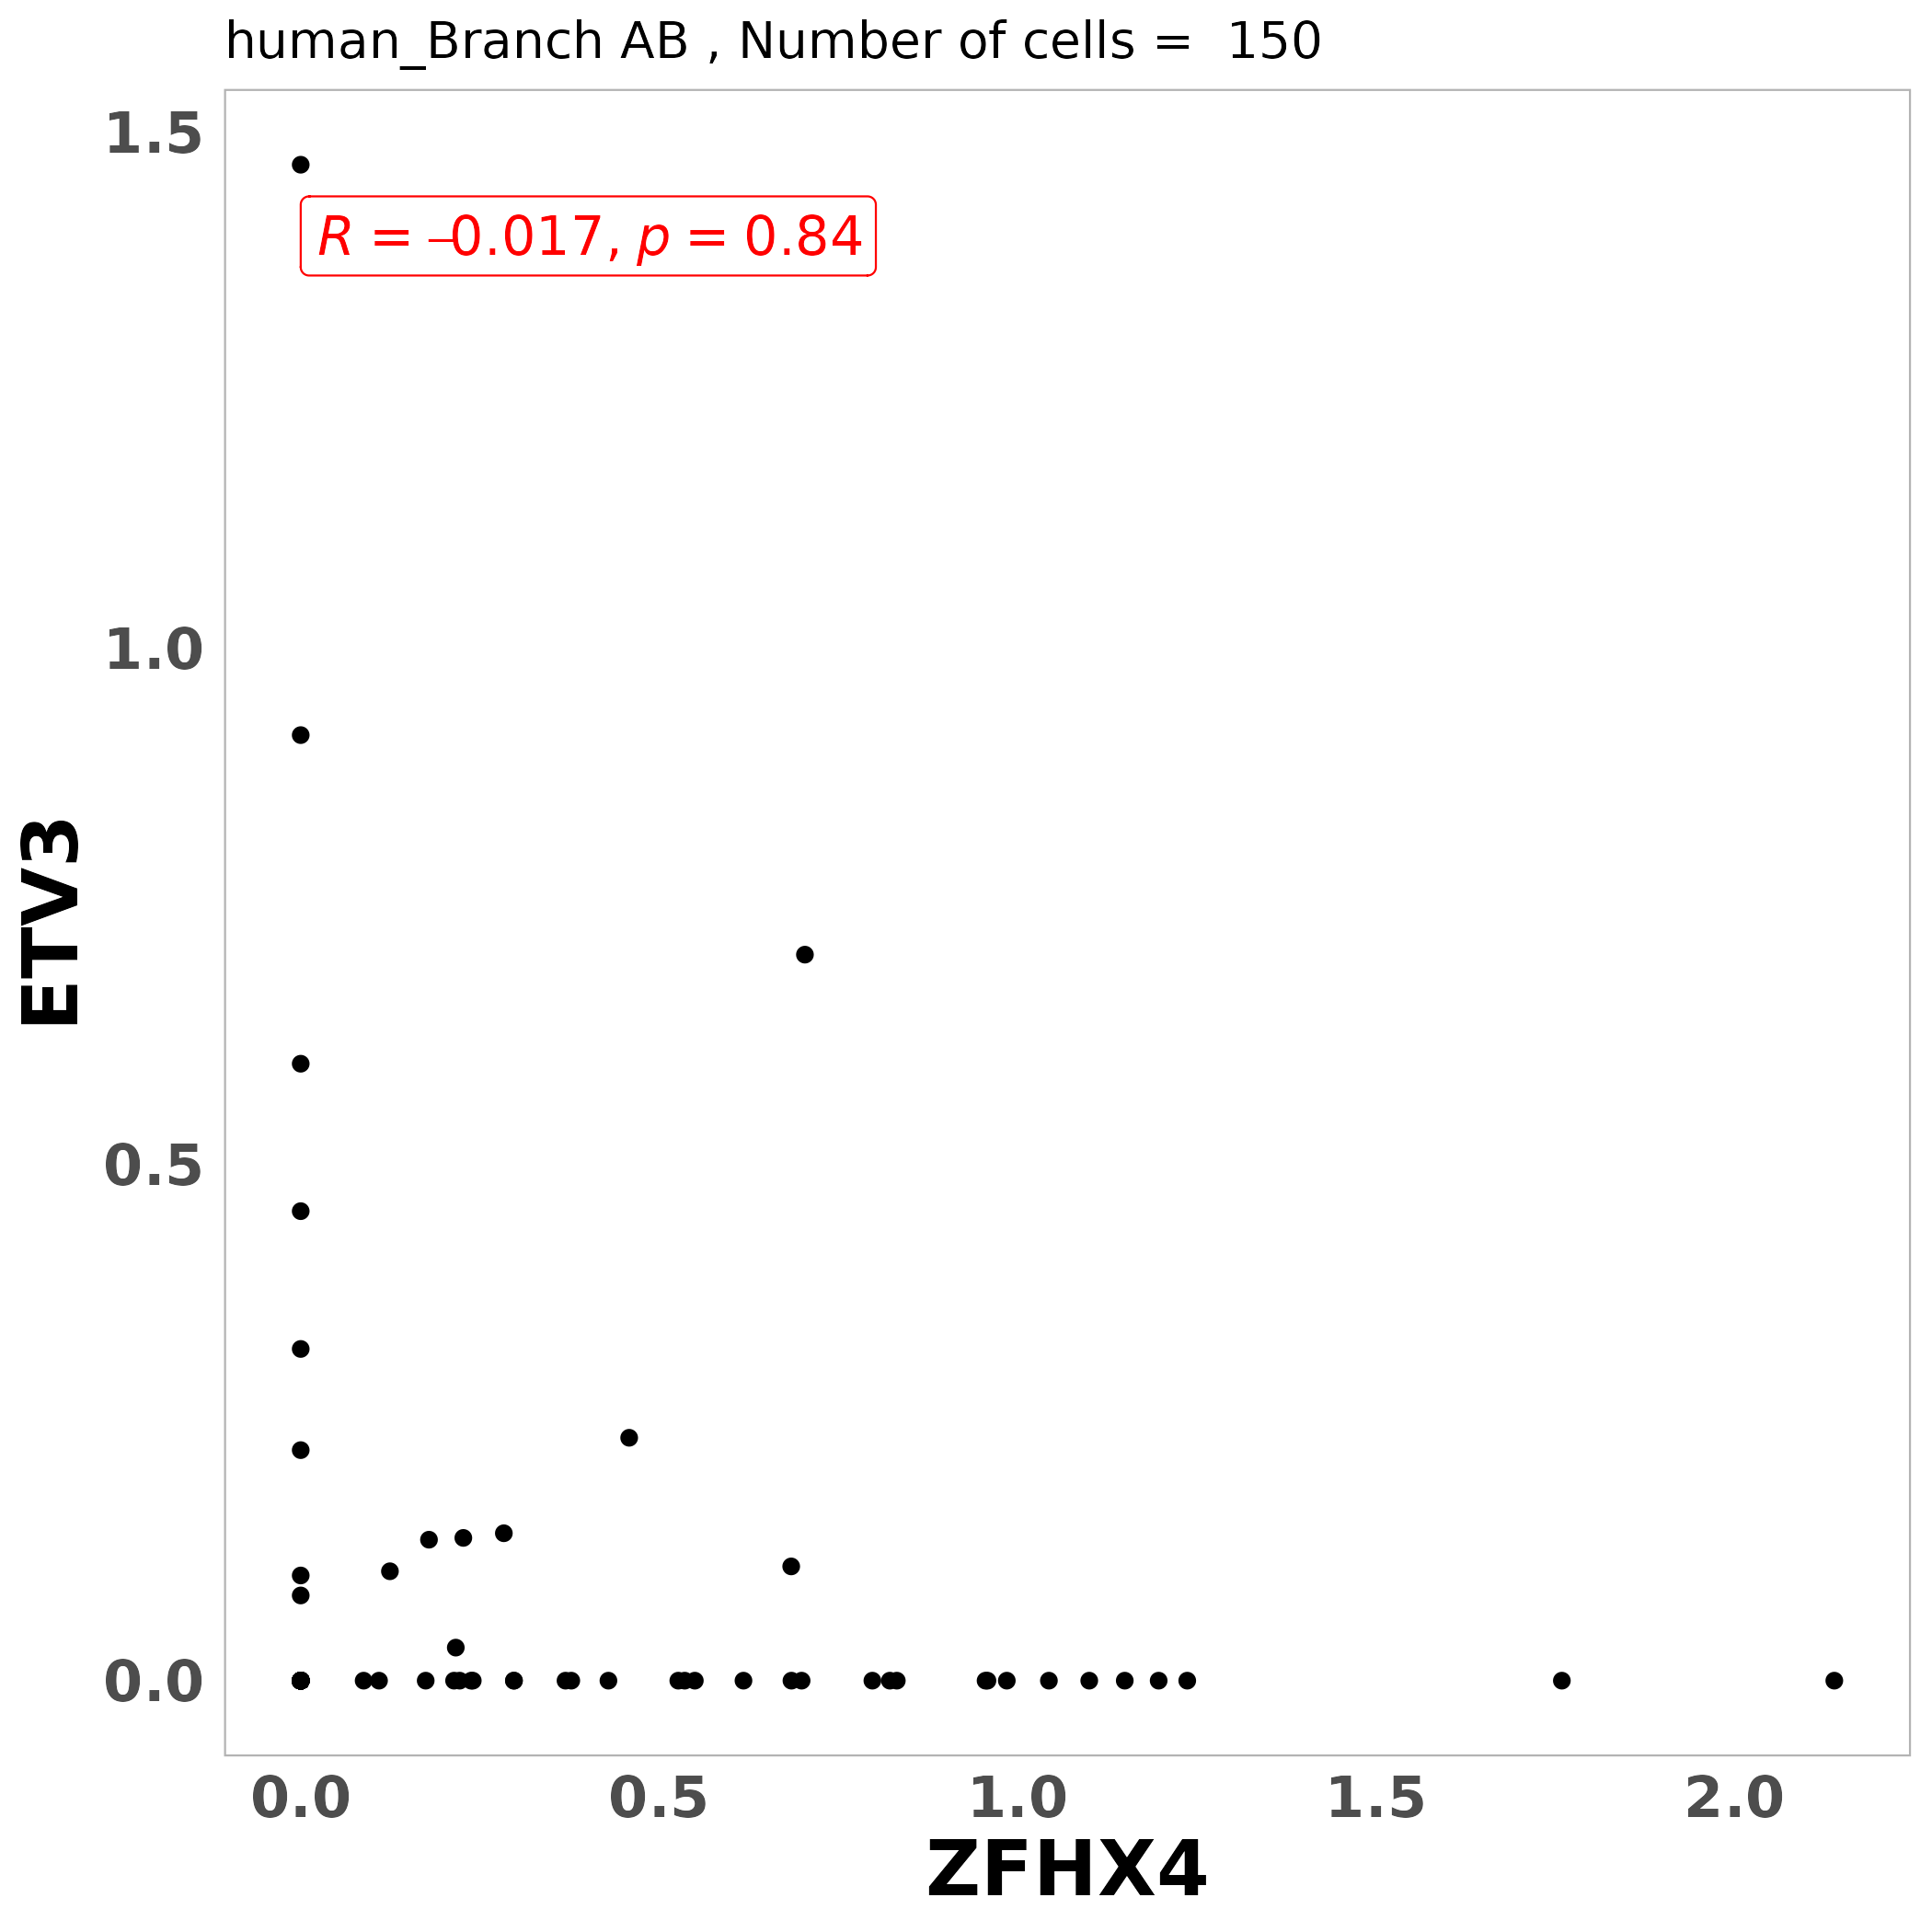 human_Branch AB , Number of cells =  150
1.5
R = –0.017, p = 0.84
1.0
ETV3
0.5
0.0
0.0 0.5 1.0 1.5 2.0
ZFHX4